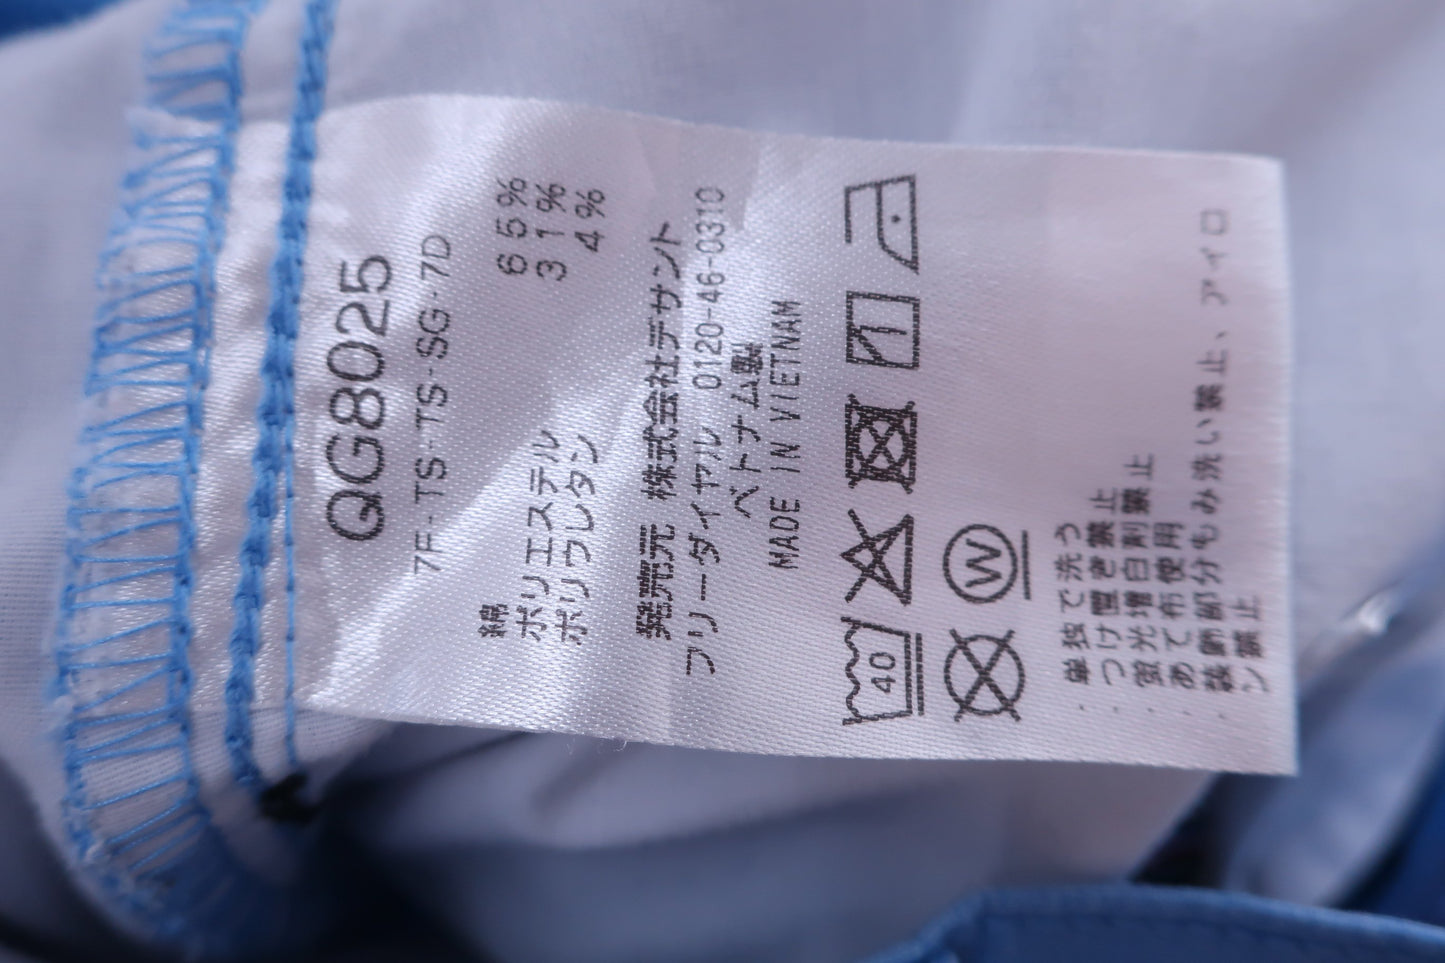 QG8025
7F-TS-TS-SG-7D
綿 65%
ポリエステル 31%
ポリウレタン 4%
発売元 株式会社デサント
フリーダイヤル 0120-46-0310
ベトナム製
MADE IN VIETNAM
40
W
・単独で洗う
・つけ置き禁止
・蛍光増白剤禁止
・あて布使用
・装飾部分もみ洗い禁止、アイロ
ン禁止